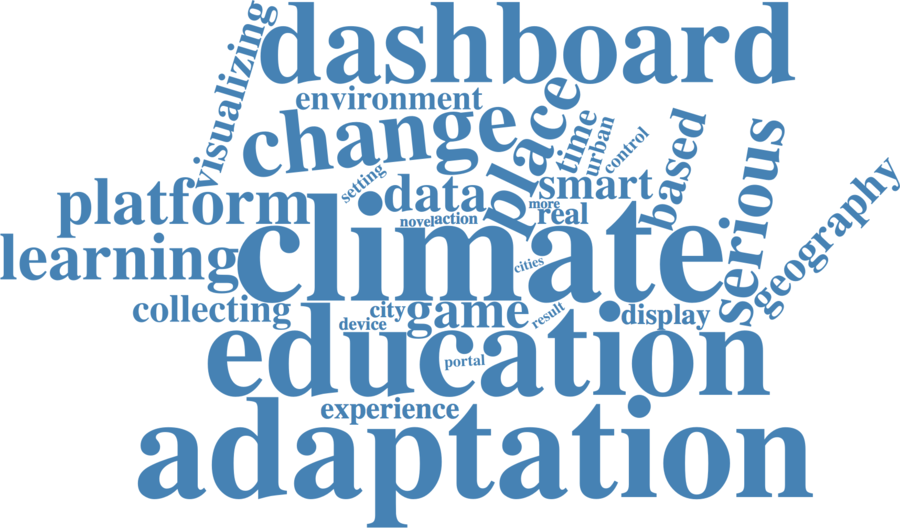 dashboard
visualizing
environment
change
place
time
urban
control
based
serious
geography
setting
platform
data
smart
more
real
novel
action
climate
learning
cities
collecting
city
device
game
result
display
education
portal
experience
adaptation